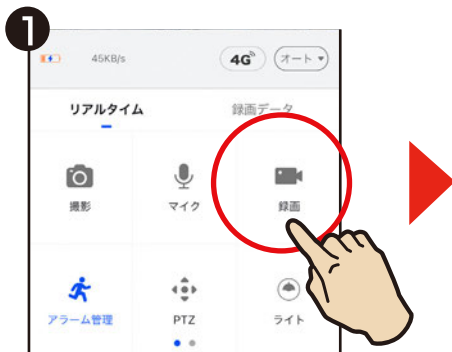 1
45KB/s 4G オート
リアルタイム 録画データ
撮影 マイク 録画
アラーム管理 PTZ ライト